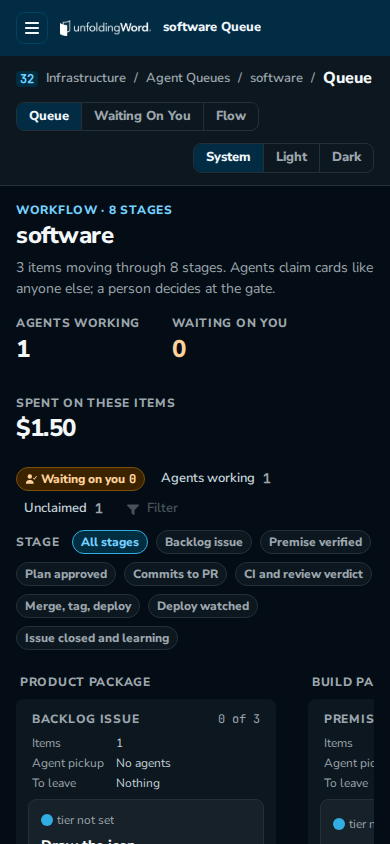 unfoldingWord. software Queue
32 Infrastructure / Agent Queues / software / Queue
Queue Waiting On You Flow
System Light Dark
WORKFLOW · 8 STAGES
software
3 items moving through 8 stages. Agents claim cards like
anyone else; a person decides at the gate.
AGENTS WORKING WAITING ON YOU
1 0
SPENT ON THESE ITEMS
$1.50
Waiting on you 0 Agents working 1
Unclaimed 1 Filter
STAGE All stages Backlog issue Premise verified
Plan approved Commits to PR CI and review verdict
Merge, tag, deploy Deploy watched
Issue closed and learning
PRODUCT PACKAGE BUILD PA
BACKLOG ISSUE 0 of 3 PREMIS
Items 1 Items
Agent pickup No agents Agent pic
To leave Nothing To leave
tier not set tier n
Draw the icon